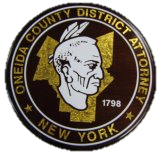 ONEIDA COUNTY DISTRICT ATTORNEY
1798
NEW YORK